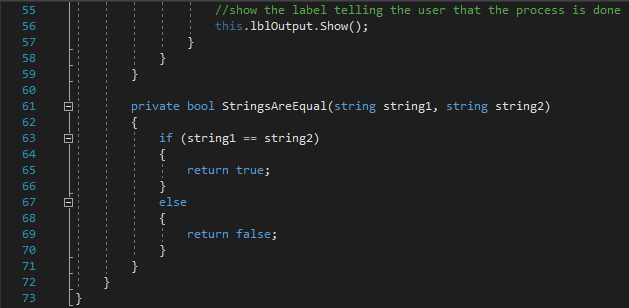 55 //show the label telling the user that the process is done
56 this.lblOutput.Show();
57 }
58 }
59 }
60
61 private bool StringsAreEqual(string string1, string string2)
62 {
63 if (string1 == string2)
64 {
65 return true;
66 }
67 else
68 {
69 return false;
70 }
71 }
72 }
73 }